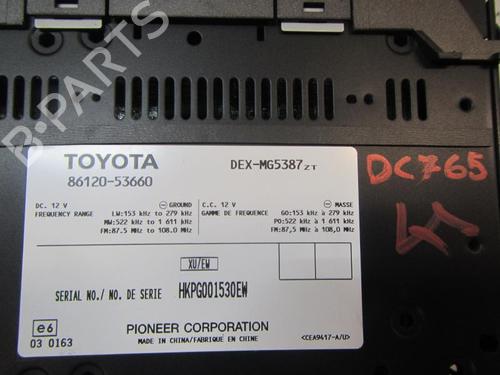 B-PARTS
TOYOTA
86120-53660
DEX-MG5387ZT
DC765
DC. 12 V GROUND C.C. 12 V MASSE
FREQUENCY RANGE LW:153 kHz to 279 kHz GAMME DE FREQUENCE GO:153 kHz à 279 kHz
MW:522 kHz to 1 611 kHz PO:522 kHz à 1 611 kHz
FM:87.5 MHz to 108.0 MHz FM:87,5 MHz à 108,0 MHz
XU/EW
SERIAL NO./ NO. DE SERIE HKPG001530EW
e6
03 0163
PIONEER CORPORATION
MADE IN CHINA/FABRIQUÉ EN CHINE
<CEA9417-A/U>